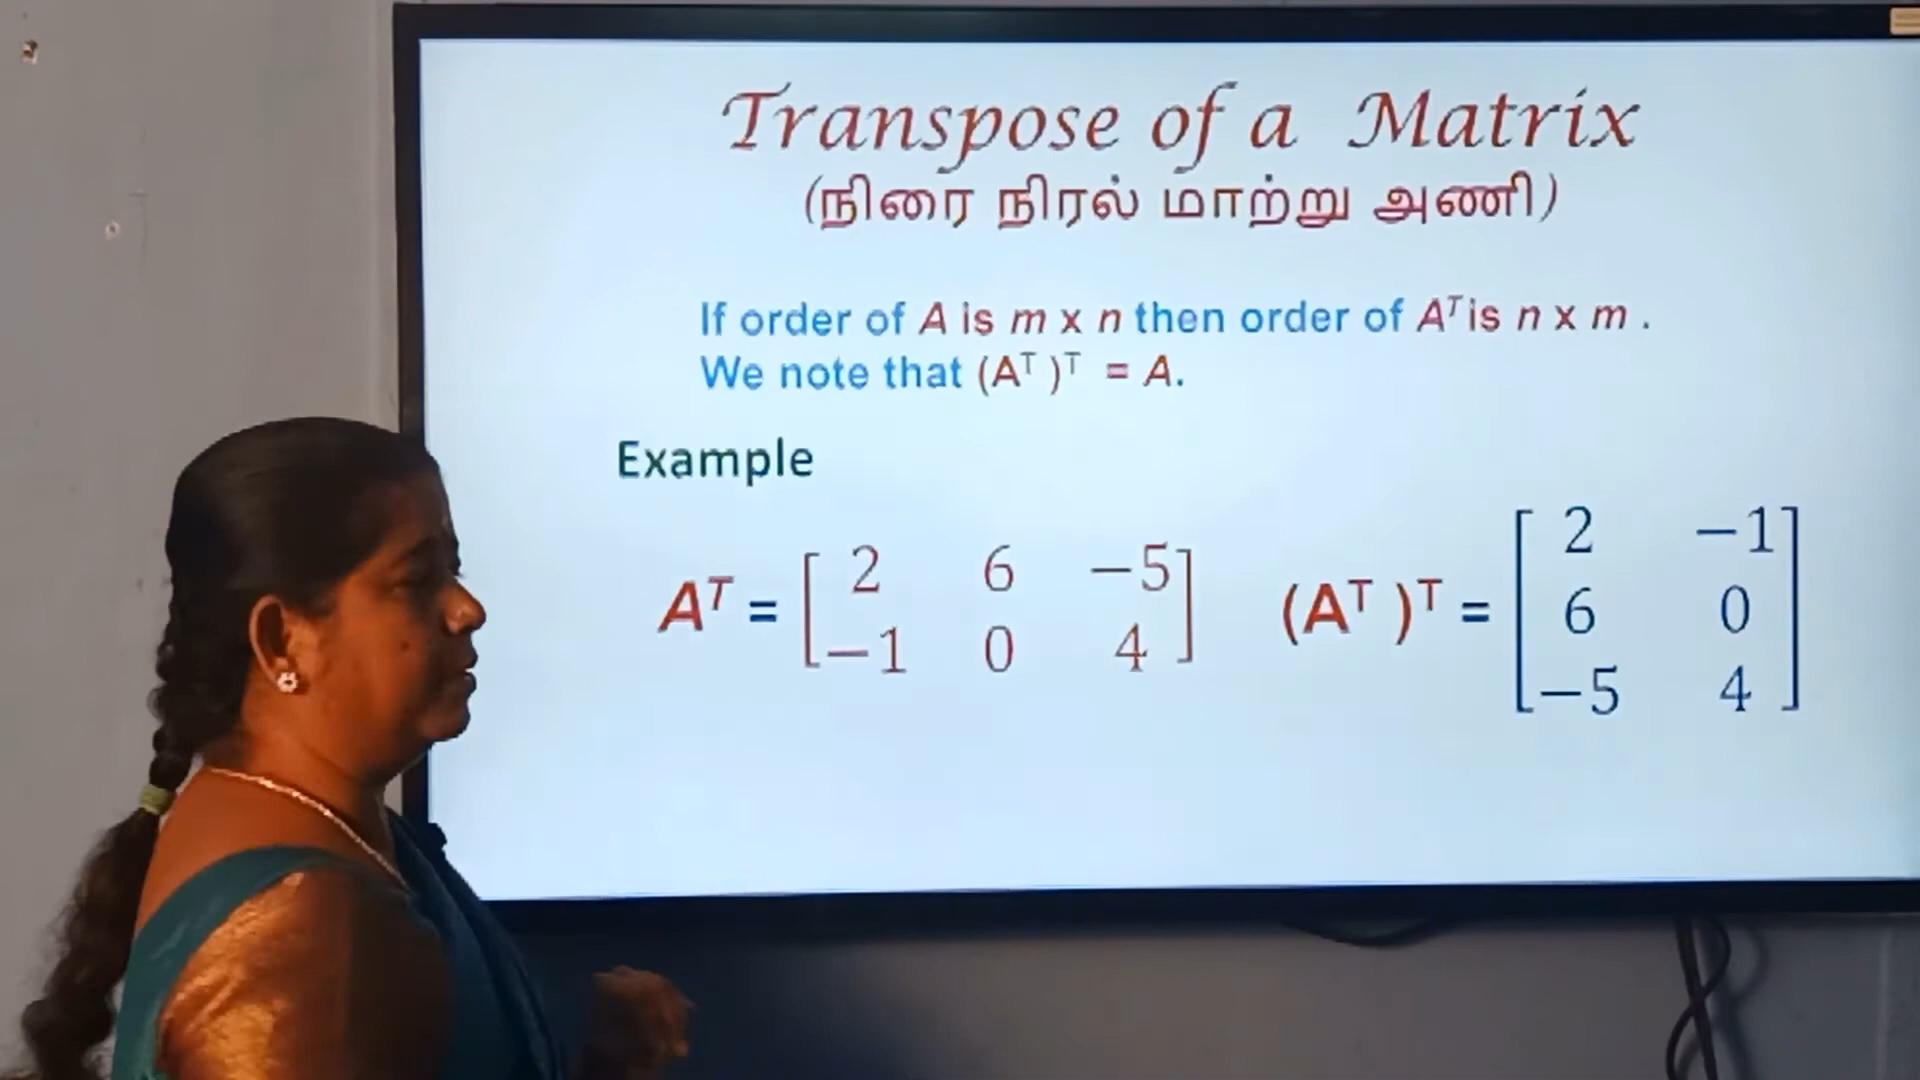 Transpose of a Matrix
(நிரை நிரல் மாற்று அணி)
If order of A is m x n then order of Aᵀ is n x m .
We note that (Aᵀ )ᵀ = A.
Example
Aᵀ = [2 6 −5
−1 0 4]
(Aᵀ )ᵀ = [2 −1
6 0
−5 4]